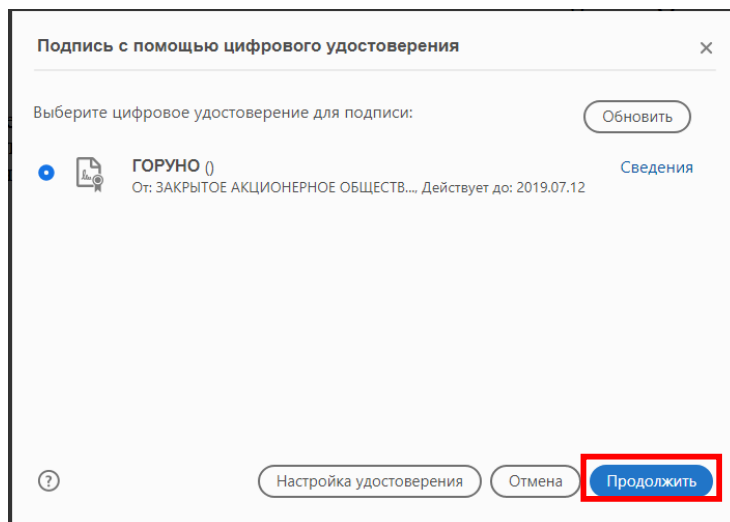 Подпись с помощью цифрового удостоверения
Выберите цифровое удостоверение для подписи:
Обновить
ГОРУНО ()
Сведения
От: ЗАКРЫТОЕ АКЦИОНЕРНОЕ ОБЩЕСТВ..., Действует до: 2019.07.12
?
Настройка удостоверения
Отмена
Продолжить